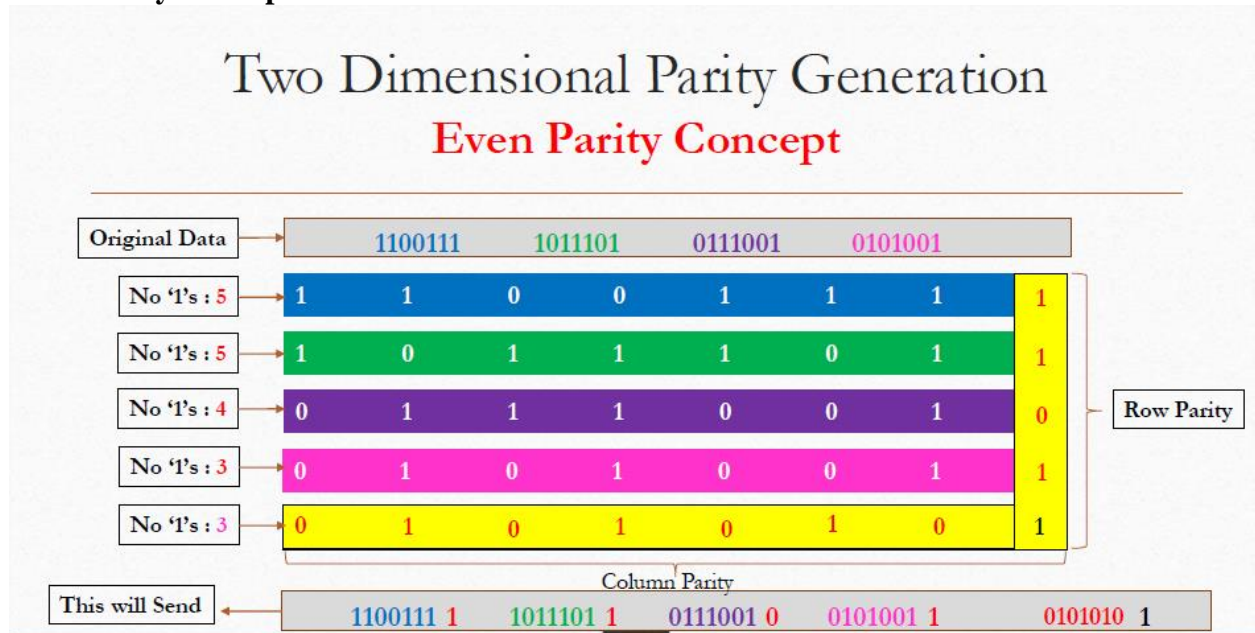 Two Dimensional Parity Generation
Even Parity Concept
Original Data 1100111 1011101 0111001 0101001
No ‘1’s : 5 1 1 0 0 1 1 1 1
No ‘1’s : 5 1 0 1 1 1 0 1 1
No ‘1’s : 4 0 1 1 1 0 0 1 0 Row Parity
No ‘1’s : 3 0 1 0 1 0 0 1 1
No ‘1’s : 3 0 1 0 1 0 1 0 1
Column Parity
This will Send 1100111 1 1011101 1 0111001 0 0101001 1 0101010 1